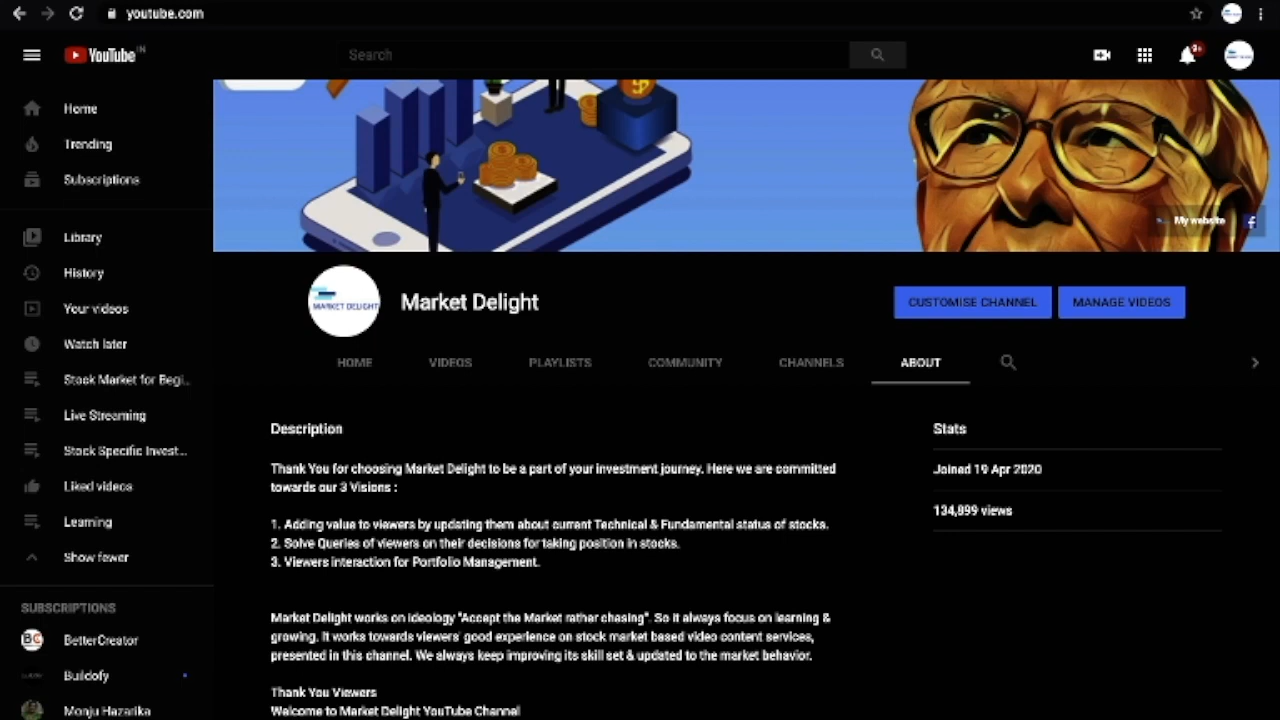 youtube.com
YouTube IN
Search
9+
Home
Trending
Subscriptions
Library
History
Your videos
Watch later
Stock Market for Begi...
Live Streaming
Stock Specific Invest...
Liked videos
Learning
Show fewer
SUBSCRIPTIONS
BetterCreator
Buildofy
Monju Hazarika
My website
MARKET DELIGHT
Market Delight
CUSTOMISE CHANNEL
MANAGE VIDEOS
HOME VIDEOS PLAYLISTS COMMUNITY CHANNELS ABOUT
Description
Thank You for choosing Market Delight to be a part of your investment journey. Here we are committed
towards our 3 Visions :
1. Adding value to viewers by updating them about current Technical & Fundamental status of stocks.
2. Solve Queries of viewers on their decisions for taking position in stocks.
3. Viewers interaction for Portfolio Management.
Market Delight works on ideology "Accept the Market rather chasing". So it always focus on learning &
growing. It works towards viewers' good experience on stock market based video content services,
presented in this channel. We always keep improving its skill set & updated to the market behavior.
Thank You Viewers
Welcome to Market Delight YouTube Channel
Stats
Joined 19 Apr 2020
134,899 views